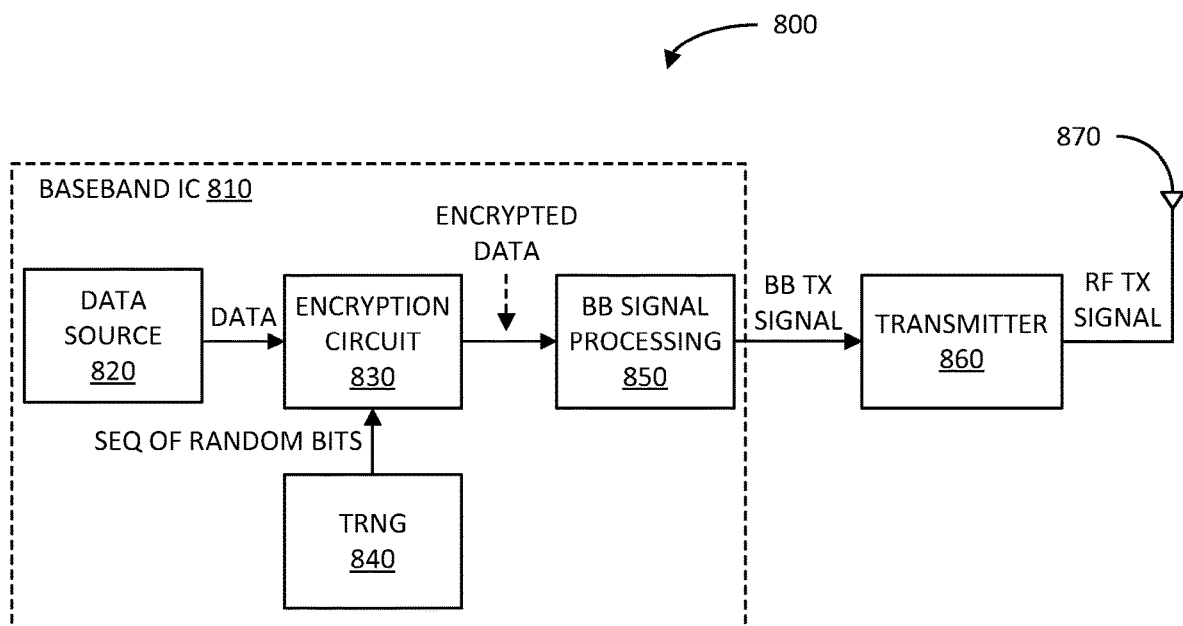 800
870
BASEBAND IC 810
ENCRYPTED
DATA
DATA
SOURCE
820
DATA
ENCRYPTION
CIRCUIT
830
BB SIGNAL
PROCESSING
850
BB TX
SIGNAL
TRANSMITTER
860
RF TX
SIGNAL
SEQ OF RANDOM BITS
TRNG
840